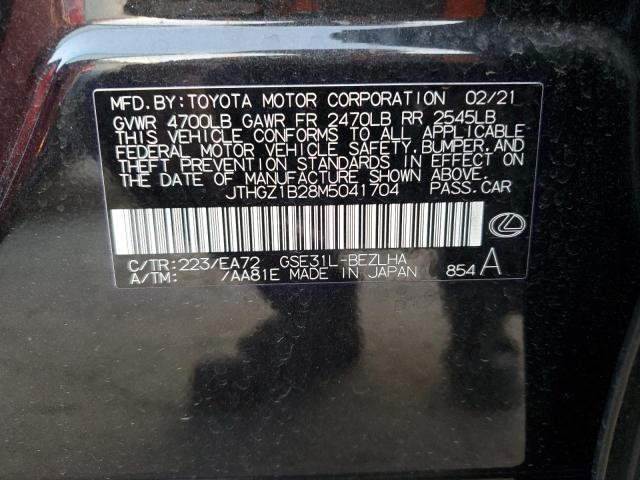 MFD.BY:TOYOTA MOTOR CORPORATION 02/21
GVWR 4700LB GAWR FR 2470LB RR 2545LB
THIS VEHICLE CONFORMS TO ALL APPLICABLE
FEDERAL MOTOR VEHICLE SAFETY,BUMPER,AND
THEFT PREVENTION STANDARDS IN EFFECT ON
THE DATE OF MANUFACTURE SHOWN ABOVE.
JTHGZ1B28M5041704 PASS.CAR
C/TR:223/EA72 GSE31L-BEZLHA
A/TM: /AA81E MADE IN JAPAN 854 A